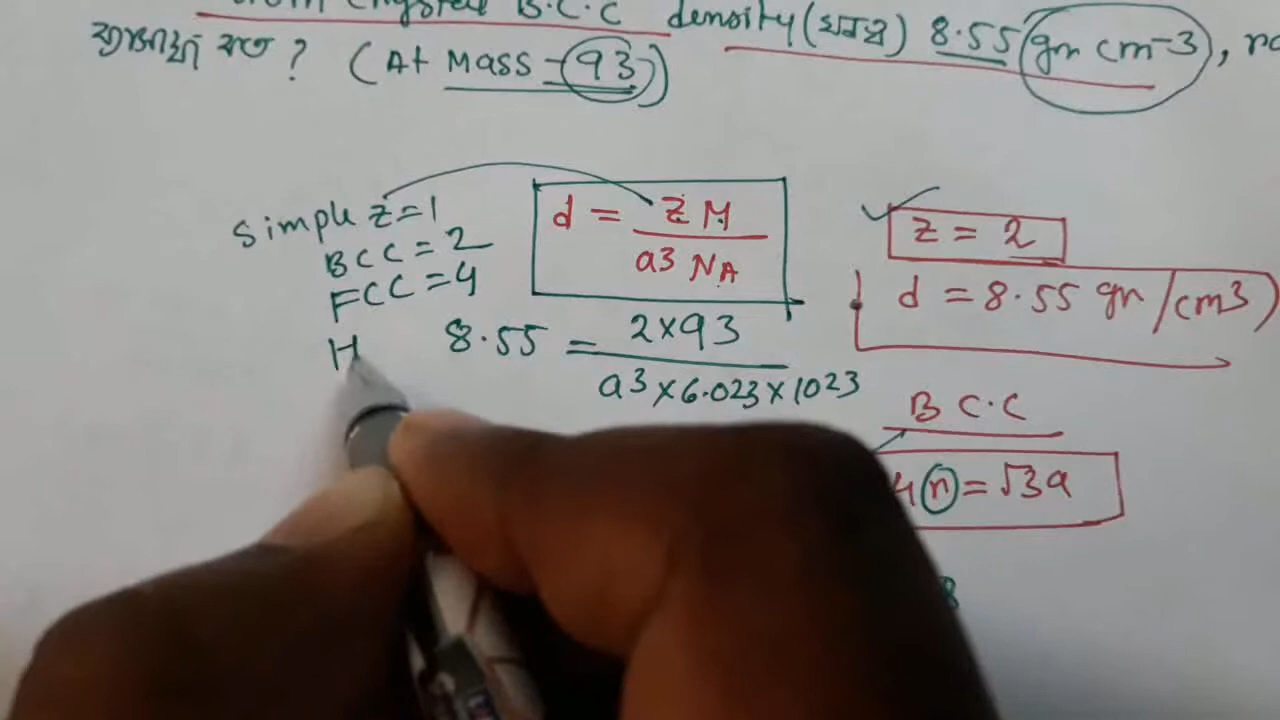 crystal B.C.C density (ঘনত্ব) 8.55 gm cm-3,
ব্যাসার্ধ কত ? (At Mass = 93)
simple Z=1
BCC = 2
FCC = 4
H
d = ZM / a3 NA
8.55 = 2×93 / a3×6.023×1023
Z = 2
d = 8.55 gm/cm3)
B C.C
4r = √3a